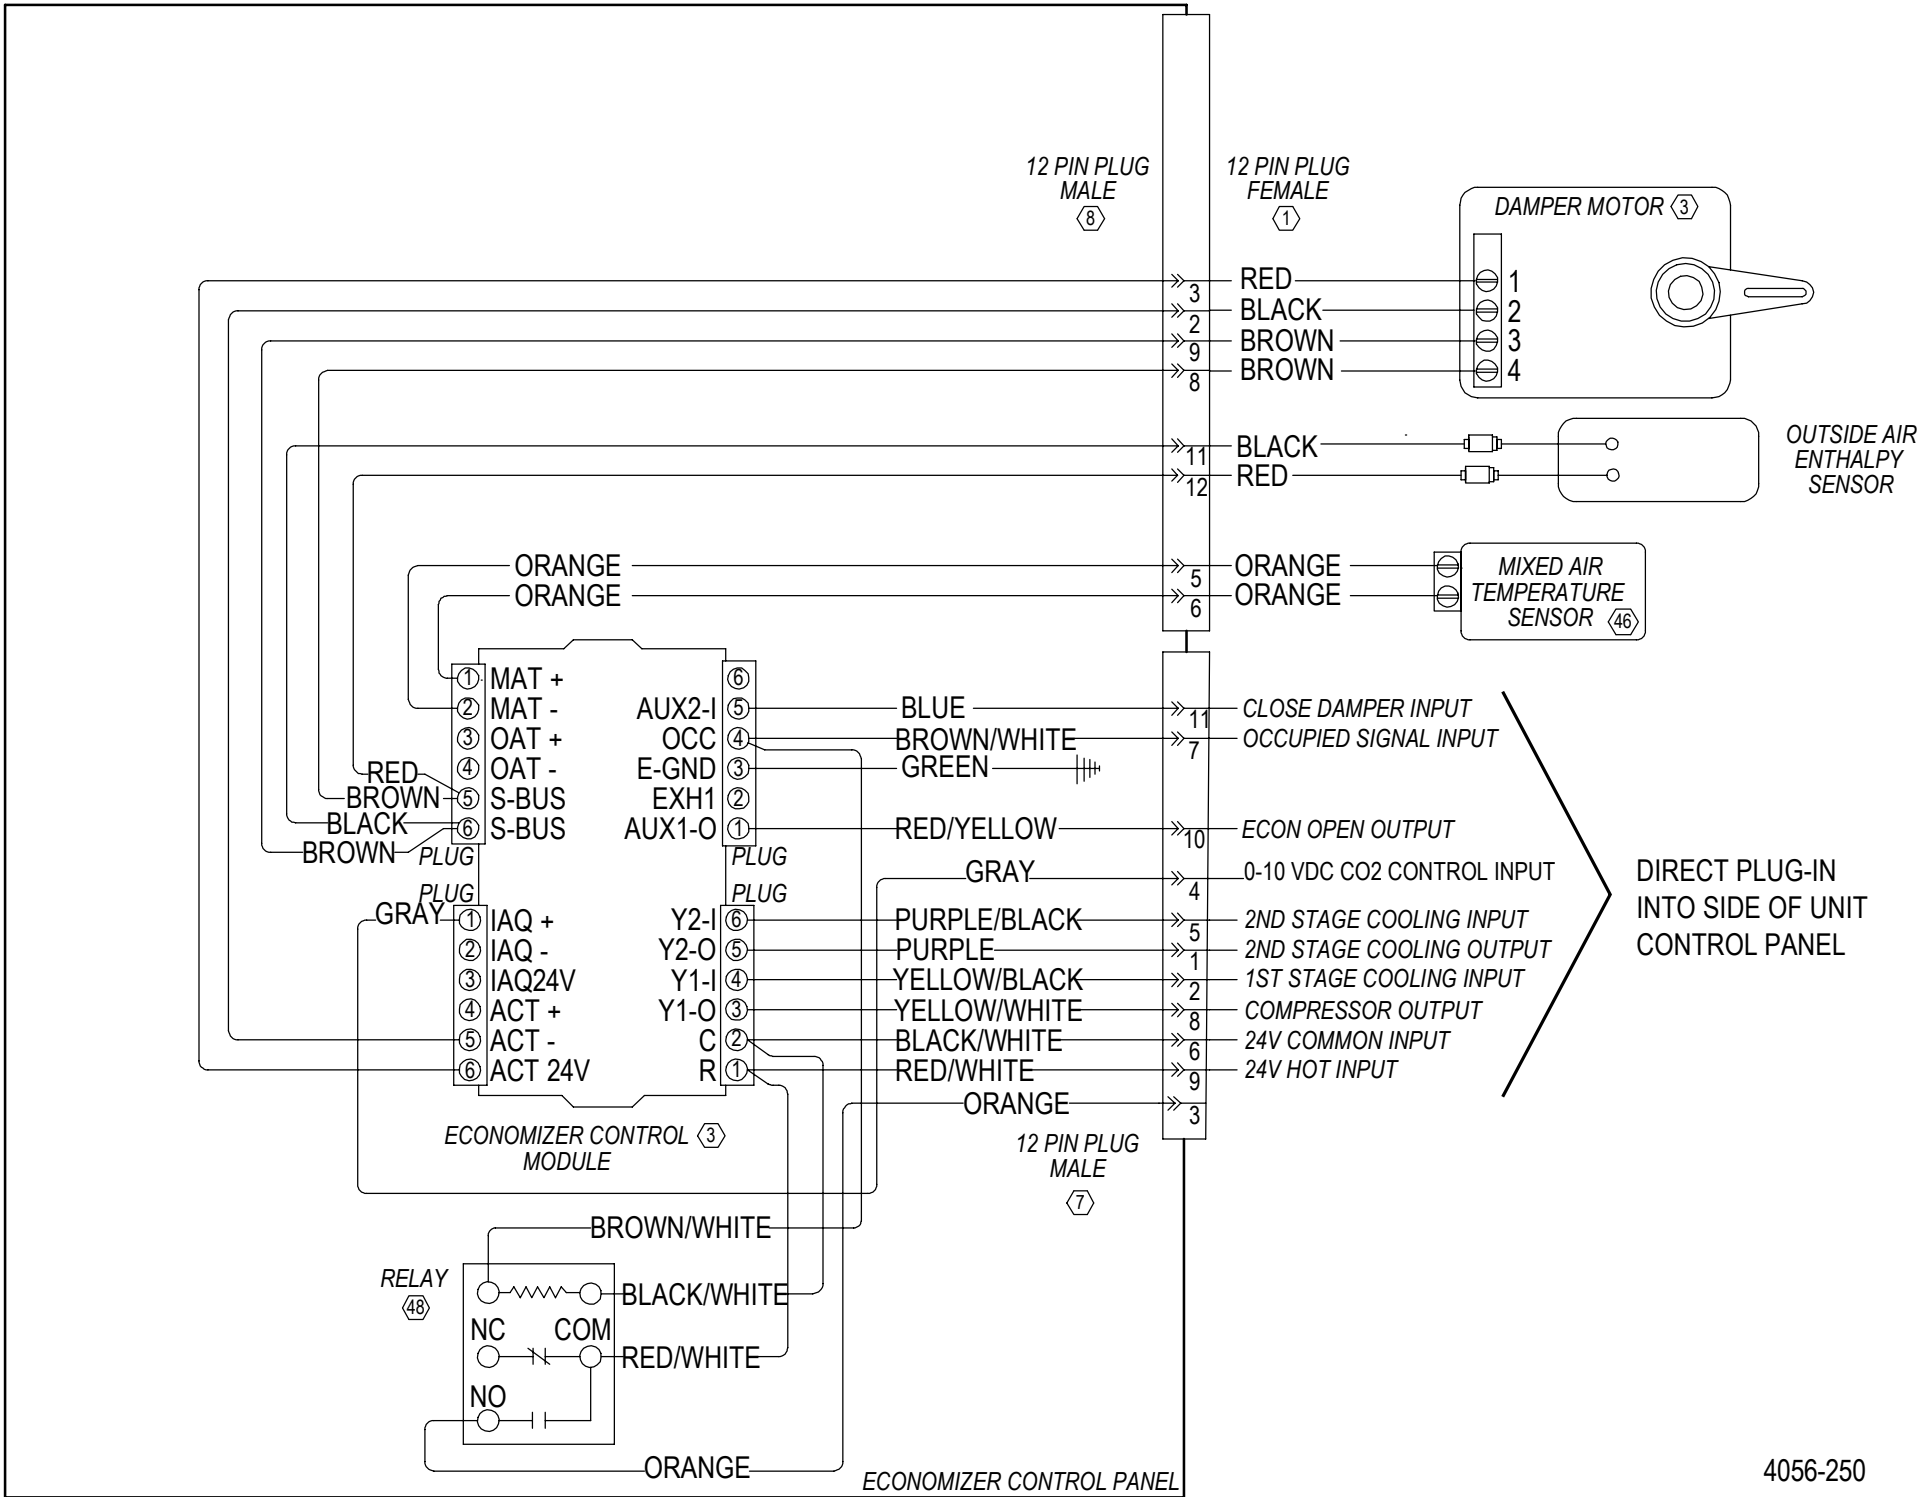 12 PIN PLUG
MALE
8
12 PIN PLUG
FEMALE
1
DAMPER MOTOR 3
3 RED 1
2 BLACK 2
9 BROWN 3
8 BROWN 4
11 BLACK
12 RED
OUTSIDE AIR
ENTHALPY
SENSOR
ORANGE 5 ORANGE
ORANGE 6 ORANGE
MIXED AIR
TEMPERATURE
SENSOR 46
1 MAT +
2 MAT -
3 OAT +
4 OAT -
RED
BROWN 5 S-BUS
BLACK
6 S-BUS
BROWN
PLUG
6
AUX2-I 5 BLUE 11 CLOSE DAMPER INPUT
OCC 4 BROWN/WHITE 7 OCCUPIED SIGNAL INPUT
E-GND 3 GREEN
EXH1 2
AUX1-O 1 RED/YELLOW 10 ECON OPEN OUTPUT
PLUG
GRAY 4 0-10 VDC CO2 CONTROL INPUT
PLUG
GRAY 1 IAQ +
2 IAQ -
3 IAQ24V
4 ACT +
5 ACT -
6 ACT 24V
PLUG
Y2-I 6 PURPLE/BLACK 5 2ND STAGE COOLING INPUT
Y2-O 5 PURPLE 1 2ND STAGE COOLING OUTPUT
Y1-I 4 YELLOW/BLACK 2 1ST STAGE COOLING INPUT
Y1-O 3 YELLOW/WHITE 8 COMPRESSOR OUTPUT
C 2 BLACK/WHITE 6 24V COMMON INPUT
R 1 RED/WHITE 9 24V HOT INPUT
ORANGE 3
DIRECT PLUG-IN
INTO SIDE OF UNIT
CONTROL PANEL
ECONOMIZER CONTROL 3
MODULE
12 PIN PLUG
MALE
7
BROWN/WHITE
RELAY
48
BLACK/WHITE
NC COM
RED/WHITE
NO
ORANGE
ECONOMIZER CONTROL PANEL
4056-250